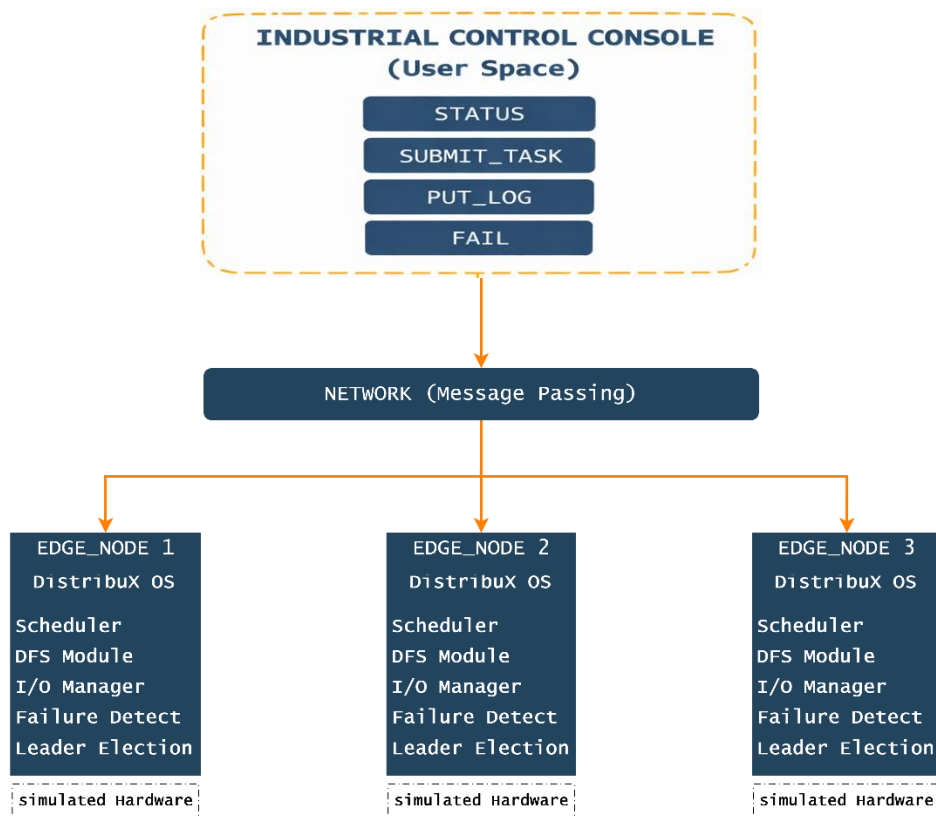 INDUSTRIAL CONTROL CONSOLE
(User Space)
STATUS
SUBMIT_TASK
PUT_LOG
FAIL
NETWORK (Message Passing)
EDGE_NODE 1
DistribuX OS
Scheduler
DFS Module
I/O Manager
Failure Detect
Leader Election
simulated Hardware
EDGE_NODE 2
DistribuX OS
Scheduler
DFS Module
I/O Manager
Failure Detect
Leader Election
simulated Hardware
EDGE_NODE 3
DistribuX OS
Scheduler
DFS Module
I/O Manager
Failure Detect
Leader Election
simulated Hardware